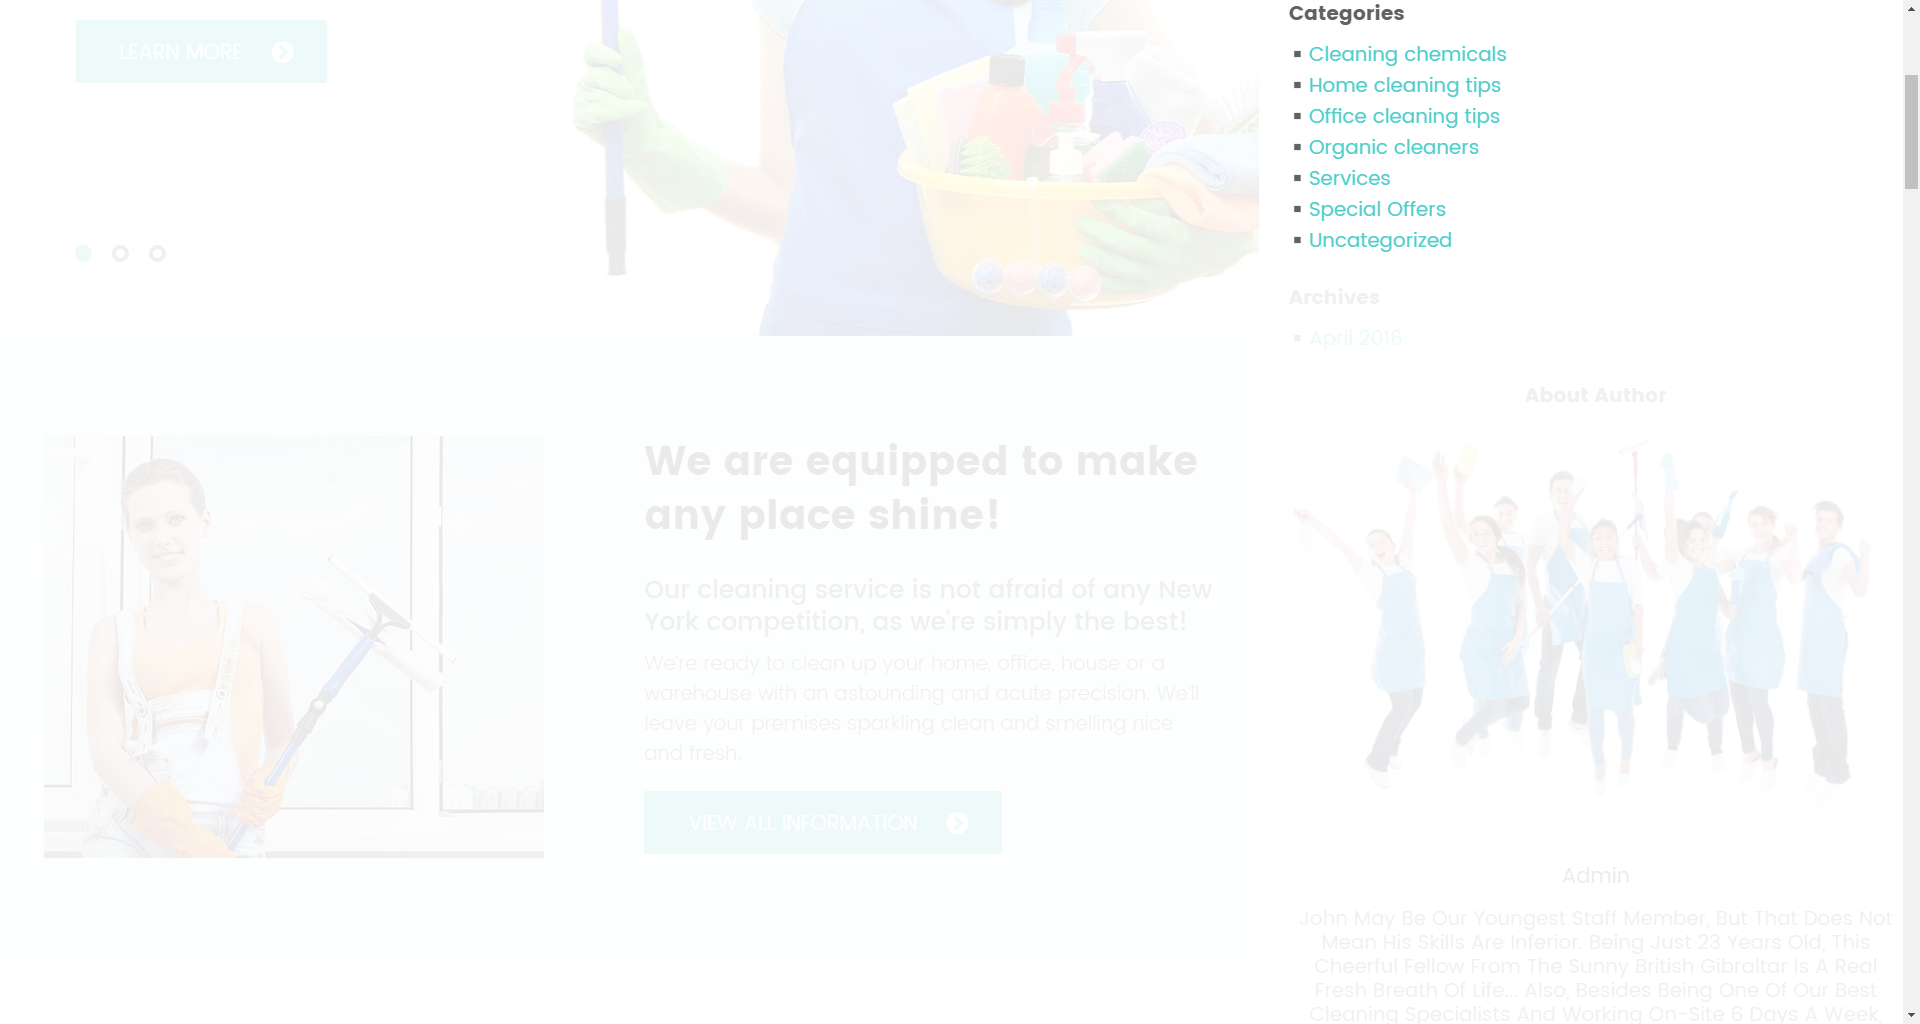 LEARN MORE
We are equipped to make
any place shine!
Our cleaning service is not afraid of any New
York competition, as we're simply the best!
We're ready to clean up your home, office, house or a
warehouse with an astounding and acute precision. We'll
leave your premises sparkling clean and smelling nice
and fresh.
VIEW ALL INFORMATION
Categories
Cleaning chemicals
Home cleaning tips
Office cleaning tips
Organic cleaners
Services
Special Offers
Uncategorized
Archives
April 2016
About Author
Admin
John May Be Our Youngest Staff Member, But That Does Not
Mean His Skills Are Inferior. Being Just 23 Years Old, This
Cheerful Fellow From The Sunny British Gibraltar Is A Real
Fresh Breath Of Life... Also, Besides Being One Of Our Best
Cleaning Specialists And Working On-Site 6 Days A Week,